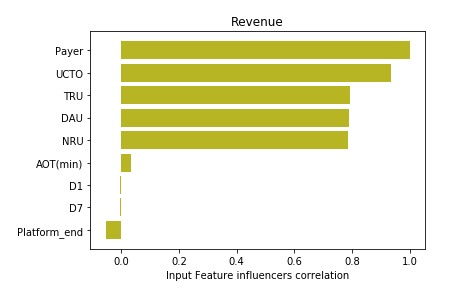 Revenue
Payer
UCTO
TRU
DAU
NRU
AOT(min)
D1
D7
Platform_end
0.0 0.2 0.4 0.6 0.8 1.0
Input Feature influencers correlation